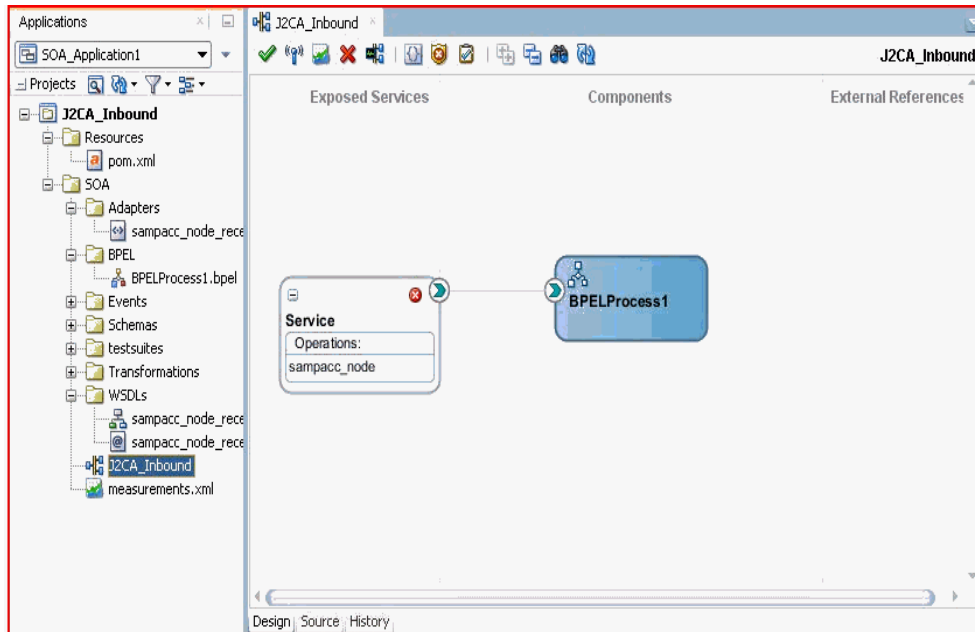 Applications
SOA_Application1
Projects
J2CA_Inbound
Resources
pom.xml
SOA
Adapters
sampacc_node_rece
BPEL
BPELProcess1.bpel
Events
Schemas
testsuites
Transformations
WSDLs
sampacc_node_rece
sampacc_node_rece
J2CA_Inbound
measurements.xml
J2CA_Inbound
J2CA_Inbound
Exposed Services
Components
External References
Service
Operations:
sampacc_node
BPELProcess1
Design Source History